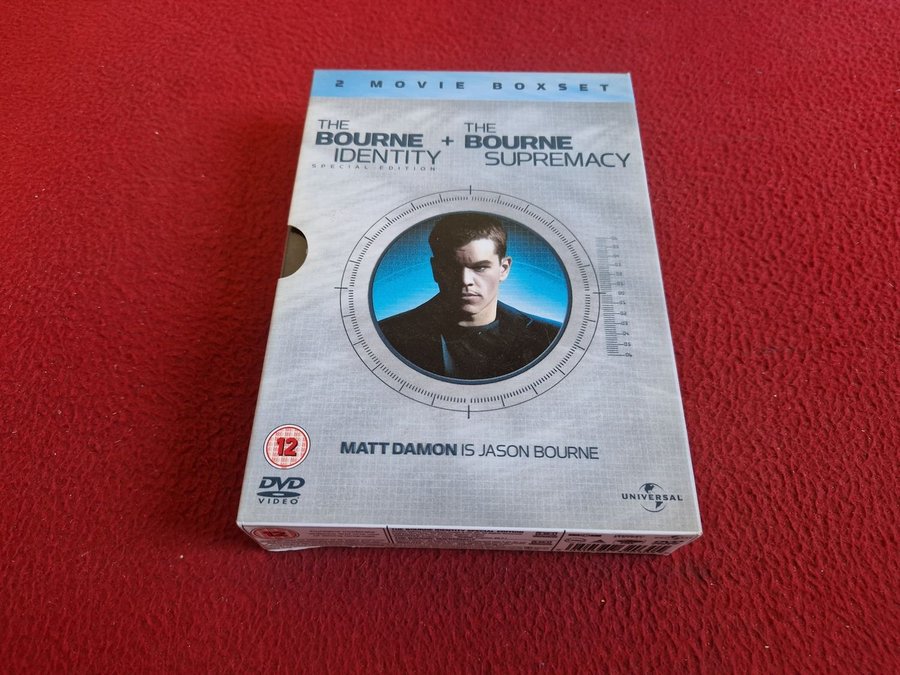 2 MOVIE BOXSET
THE
BOURNE
IDENTITY
SPECIAL EDITION
+
THE
BOURNE
SUPREMACY
MATT DAMON IS JASON BOURNE
12
DVD
VIDEO
UNIVERSAL
12